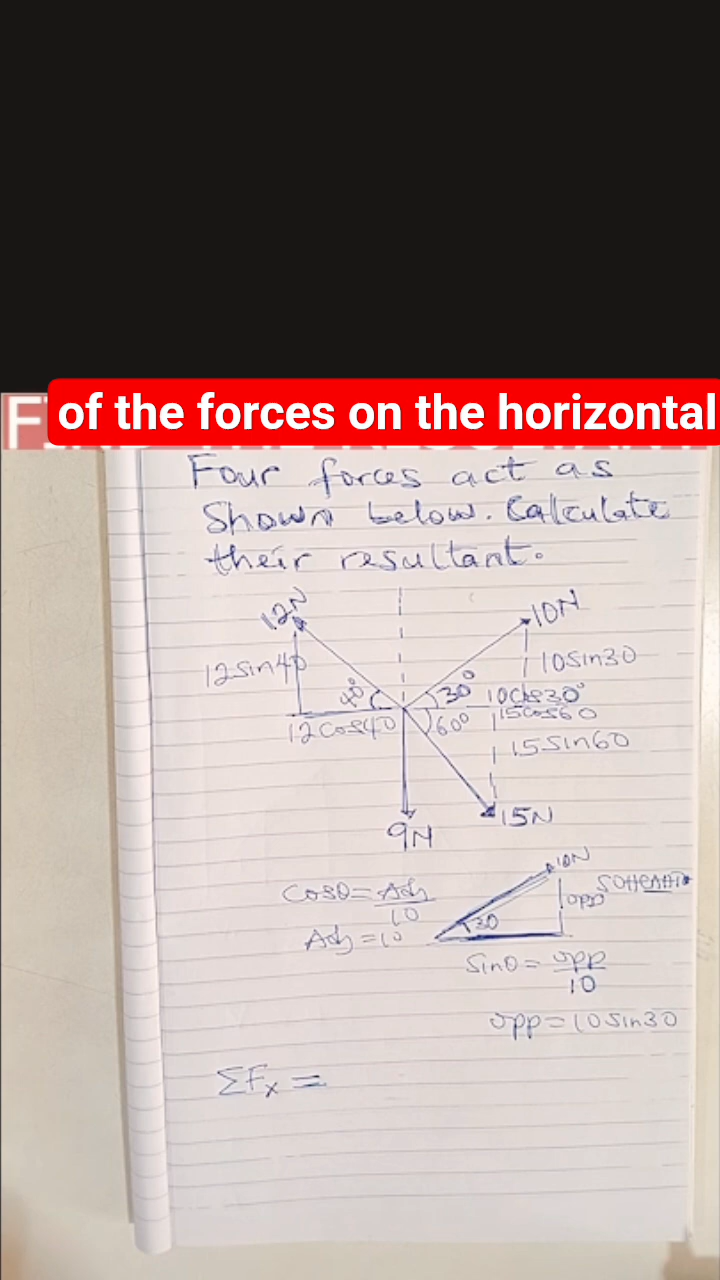 of the forces on the horizontal
Four forces act as
Shown below. Calculate
their resultant.
12N
10N
12sin40
10sin30
30°
10cos30°
15cos60
12cos40
60°
15sin60
9N
15N
10N
Cosθ = Adj
10
SOHCAHTOA
opp
30
Adj = 10
Sinθ = opp
10
opp = 10sin30
ΣFx =